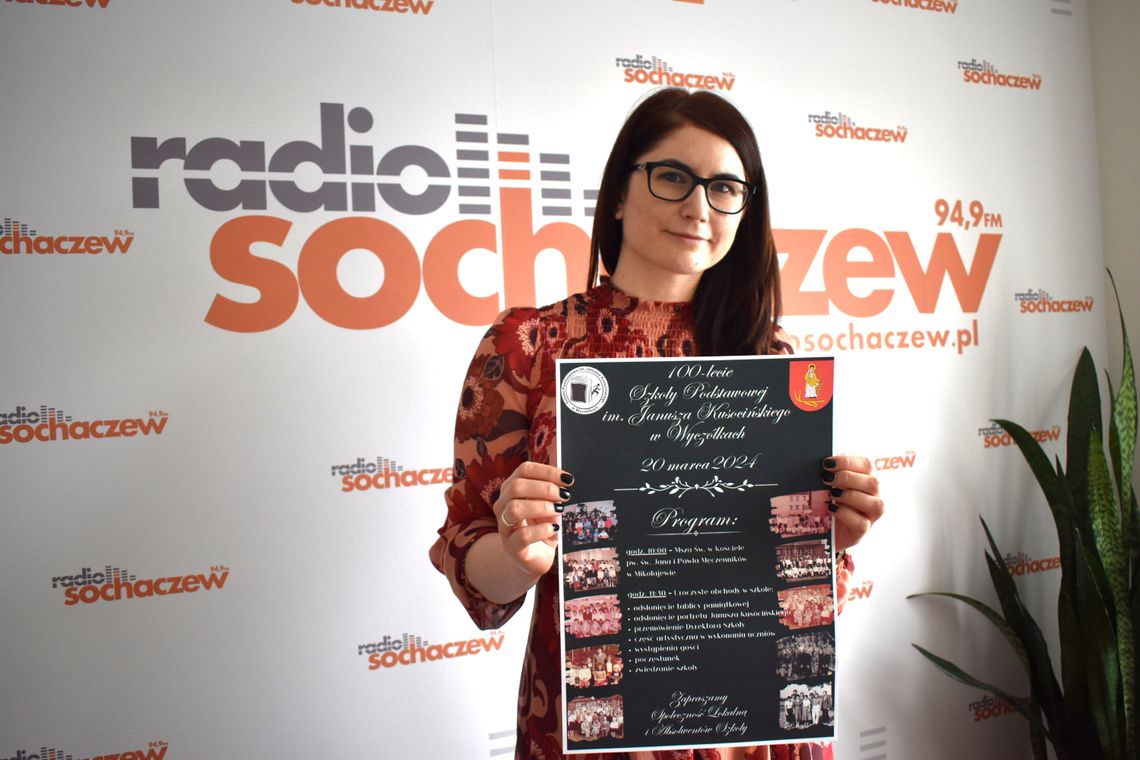 radio
sochaczew
94,9 FM
radiosochaczew.pl
100-lecie
Szkoły Podstawowej
im. Janusza Kusocińskiego
w Wyczółkach
20 marca 2024
Program:
godz. 10:00 - Msza Św. w kościele
pw. św. Jana i Pawła Męczenników
w Mikołajewie
godz. 11:30 - Uroczyste obchody w szkole:
• odsłonięcie tablicy pamiątkowej
• odsłonięcie portretu Janusza kusocińskiego
• przemówienie Dyrektora Szkoły
• część artystyczna w wykonaniu uczniów
• wystąpienia gości
• poczęstunek
• zwiedzanie szkoły
Zapraszamy
Społeczność Lokalną
i Absolwentów Szkoły